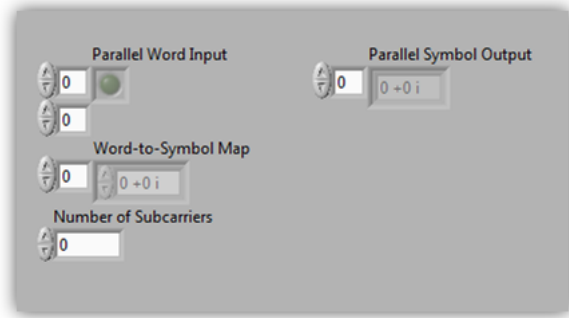 Parallel Word Input
0
0
Word-to-Symbol Map
0
0 +0 i
Number of Subcarriers
0
Parallel Symbol Output
0
0 +0 i